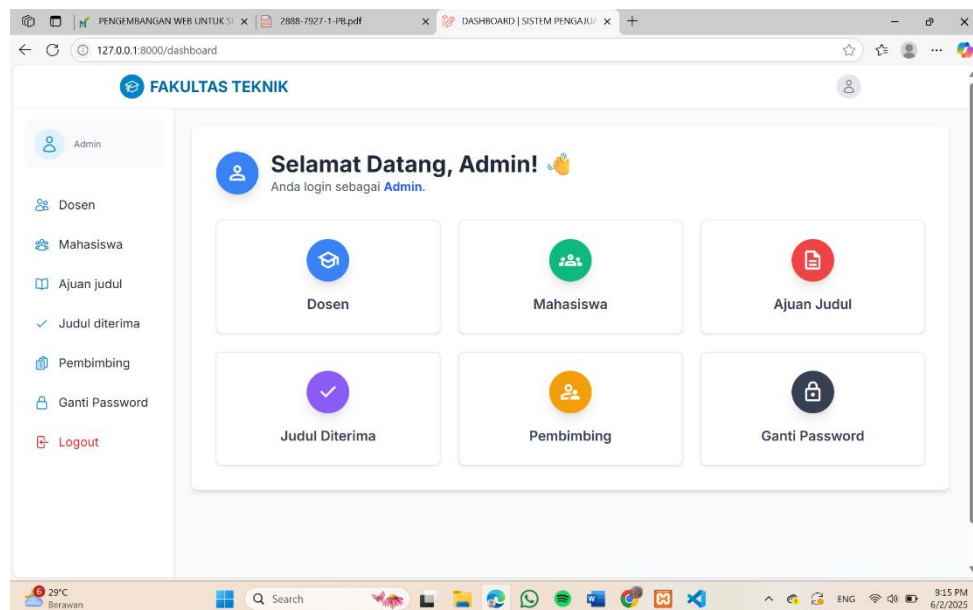 PENGEMBANGAN WEB UNTUK SI
2888-7927-1-PB.pdf
DASHBOARD | SISTEM PENGAJUA
127.0.0.1:8000/dashboard
FAKULTAS TEKNIK
Admin
Selamat Datang, Admin!
Anda login sebagai Admin.
Dosen
Mahasiswa
Ajuan judul
Judul diterima
Pembimbing
Ganti Password
Logout
Dosen
Mahasiswa
Ajuan Judul
Judul Diterima
Pembimbing
Ganti Password
6
29°C
Berawan
Search
ENG
9:15 PM
6/2/2025